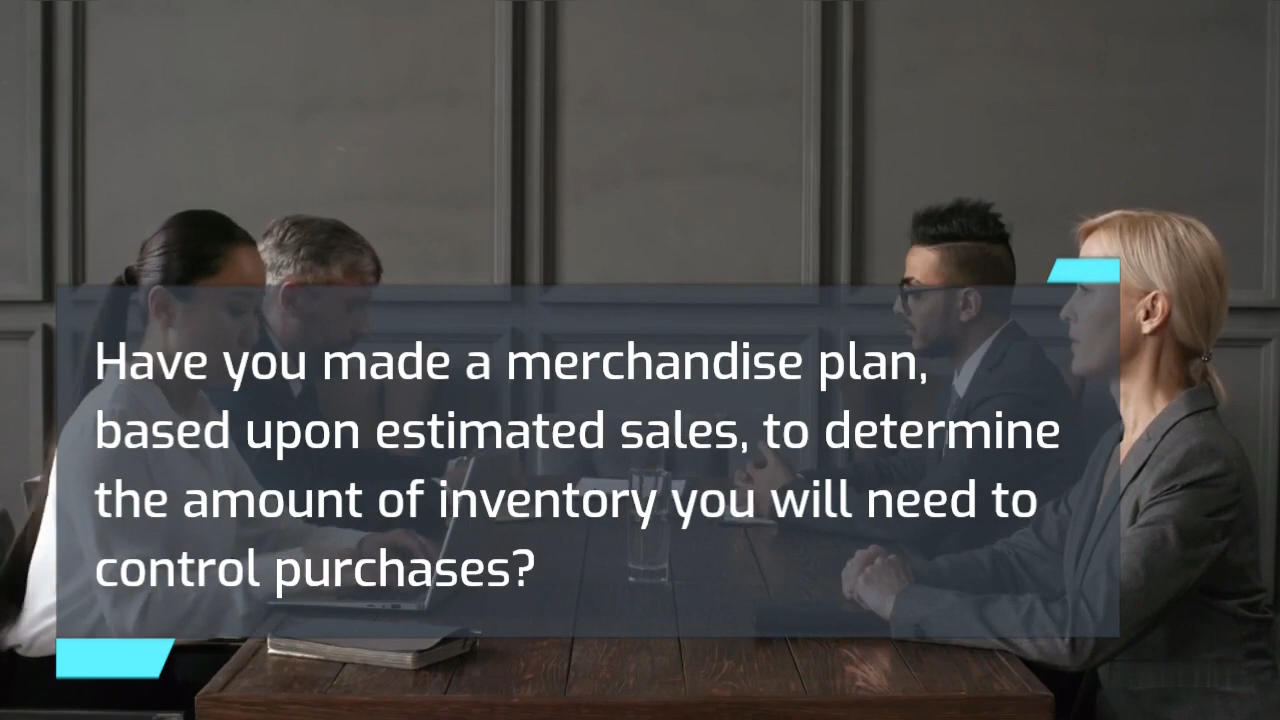 Have you made a merchandise plan,
based upon estimated sales, to determine
the amount of inventory you will need to
control purchases?